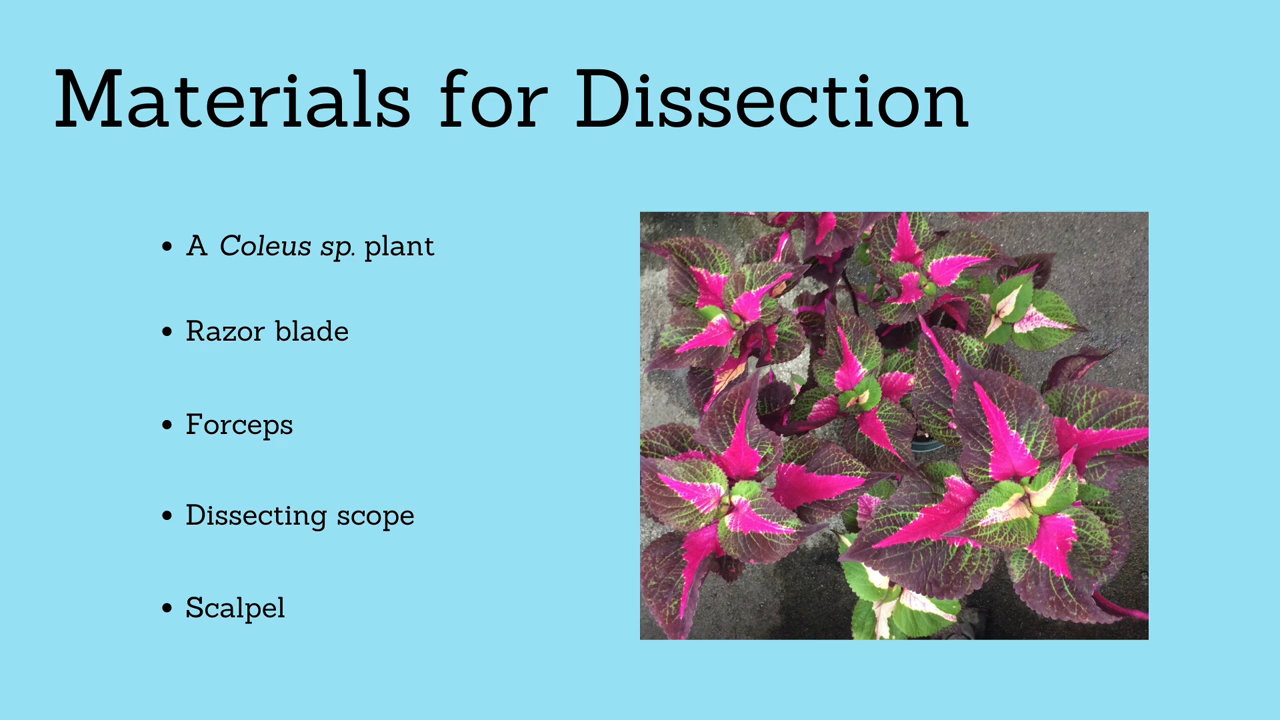 Materials for Dissection
• A Coleus sp. plant
• Razor blade
• Forceps
• Dissecting scope
• Scalpel